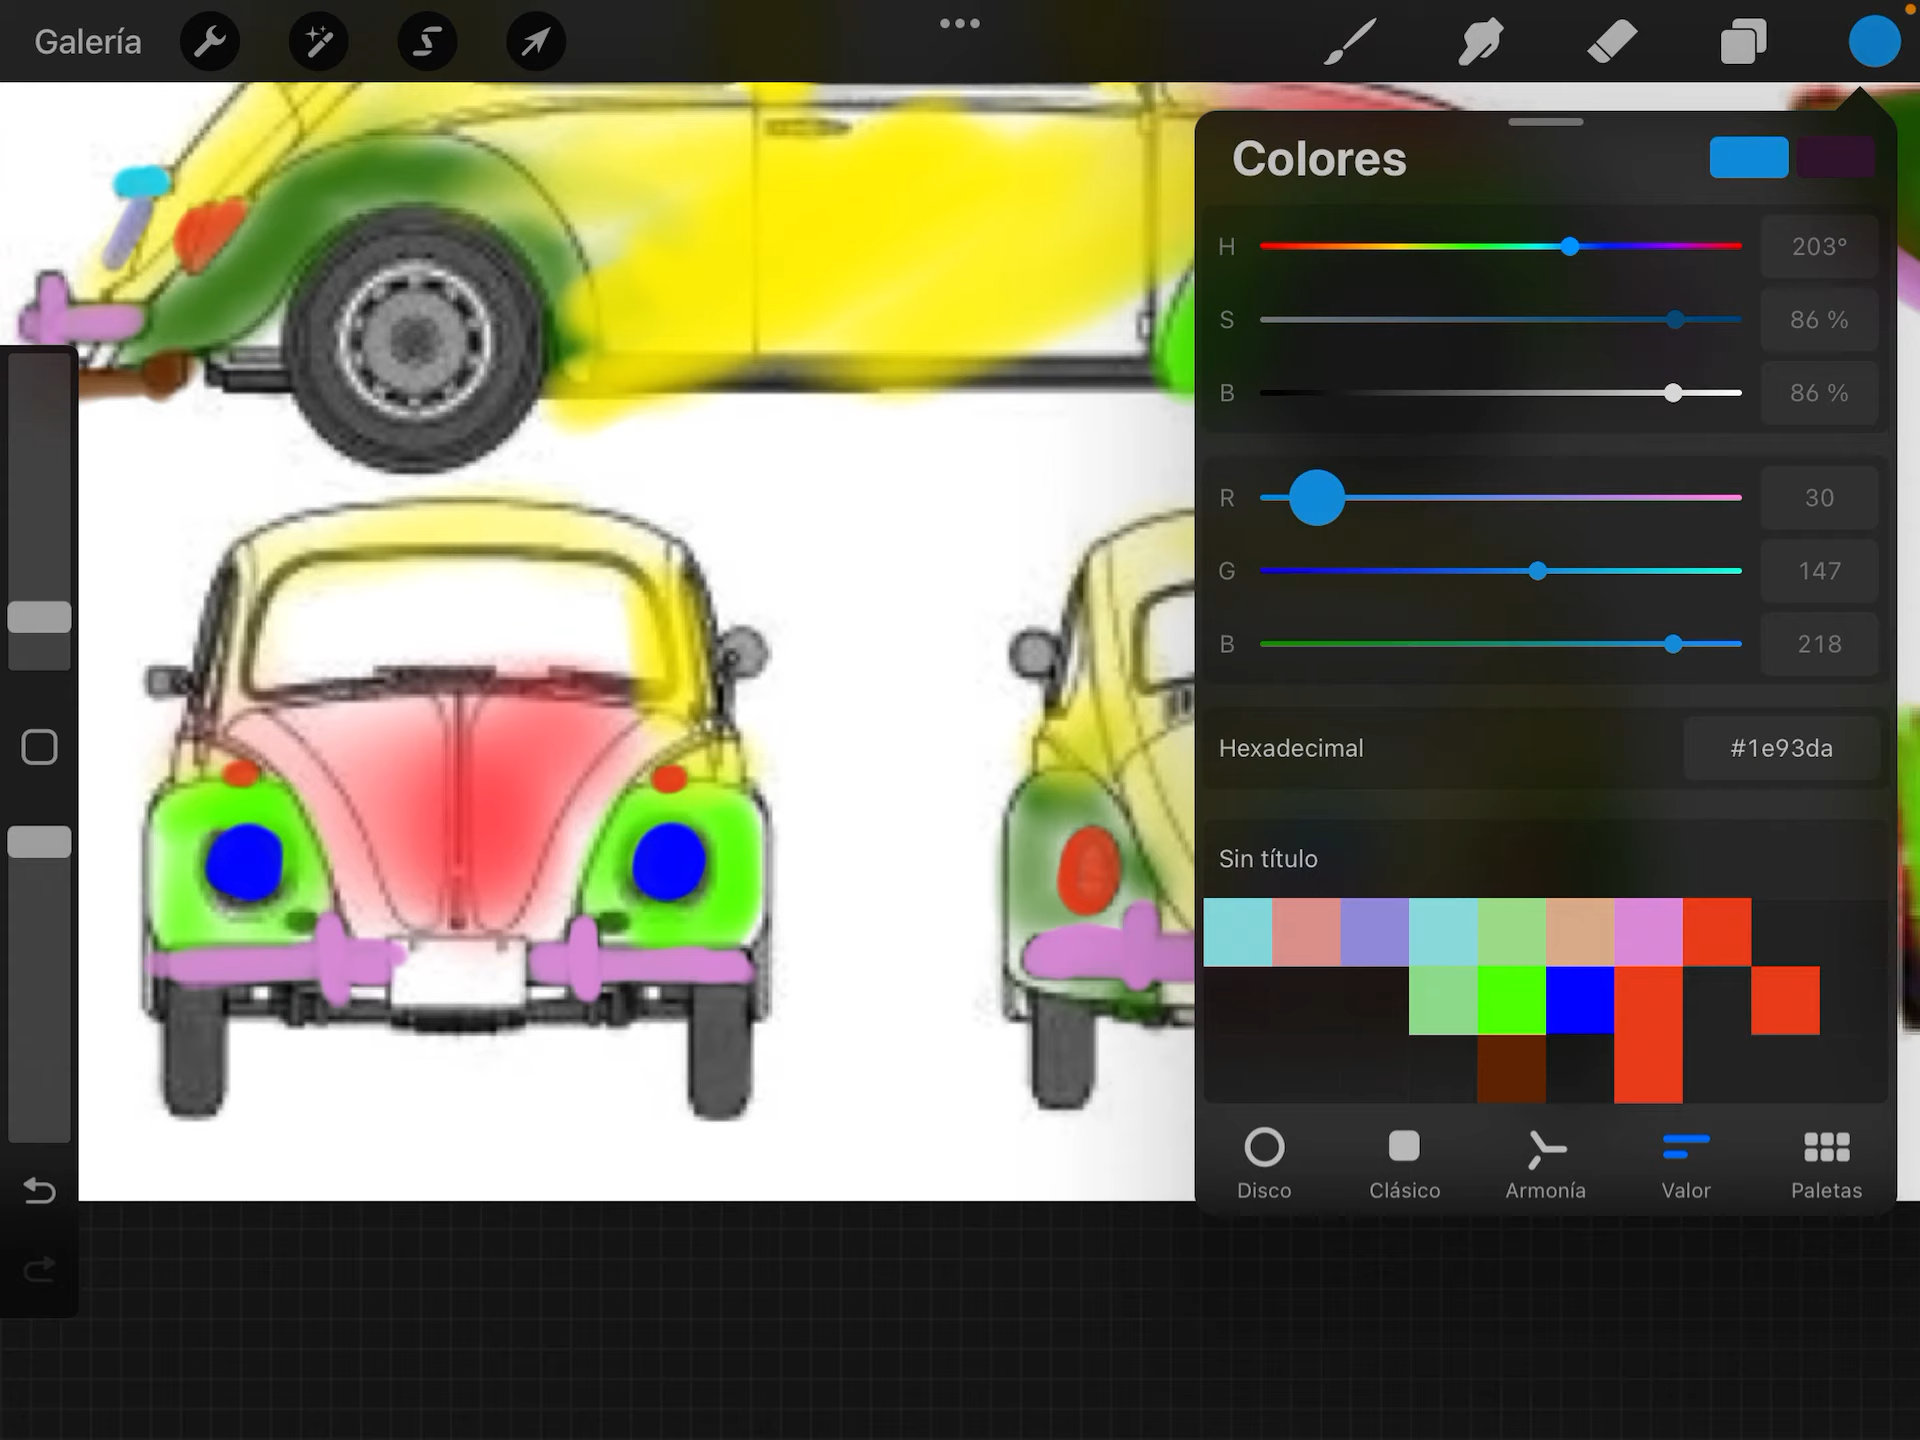 Galería
Colores
H 203°
S 86 %
B 86 %
R 30
G 147
B 218
Hexadecimal #1e93da
Sin título
Disco Clásico Armonía Valor Paletas